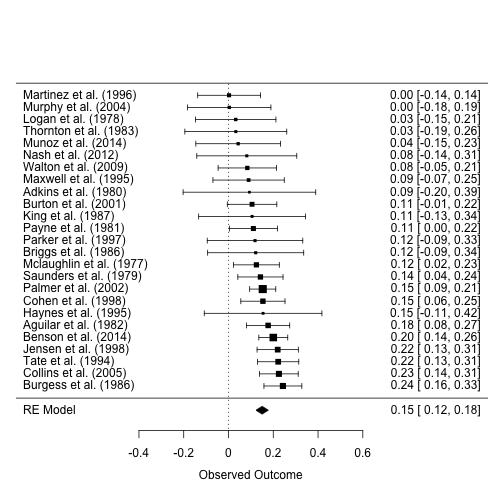 Martinez et al. (1996) 0.00 [-0.14, 0.14]
Murphy et al. (2004) 0.00 [-0.18, 0.19]
Logan et al. (1978) 0.03 [-0.15, 0.21]
Thornton et al. (1983) 0.03 [-0.19, 0.26]
Munoz et al. (2014) 0.04 [-0.15, 0.23]
Nash et al. (2012) 0.08 [-0.14, 0.31]
Walton et al. (2009) 0.08 [-0.05, 0.21]
Maxwell et al. (1995) 0.09 [-0.07, 0.25]
Adkins et al. (1980) 0.09 [-0.20, 0.39]
Burton et al. (2001) 0.11 [-0.01, 0.22]
King et al. (1987) 0.11 [-0.13, 0.34]
Payne et al. (1981) 0.11 [ 0.00, 0.22]
Parker et al. (1997) 0.12 [-0.09, 0.33]
Briggs et al. (1986) 0.12 [-0.09, 0.34]
Mclaughlin et al. (1977) 0.12 [ 0.02, 0.23]
Saunders et al. (1979) 0.14 [ 0.04, 0.24]
Palmer et al. (2002) 0.15 [ 0.09, 0.21]
Cohen et al. (1998) 0.15 [ 0.06, 0.25]
Haynes et al. (1995) 0.15 [-0.11, 0.42]
Aguilar et al. (1982) 0.18 [ 0.08, 0.27]
Benson et al. (2014) 0.20 [ 0.14, 0.26]
Jensen et al. (1998) 0.22 [ 0.13, 0.31]
Tate et al. (1994) 0.22 [ 0.13, 0.31]
Collins et al. (2005) 0.23 [ 0.14, 0.31]
Burgess et al. (1986) 0.24 [ 0.16, 0.33]
RE Model 0.15 [ 0.12, 0.18]
-0.4 -0.2 0 0.2 0.4 0.6
Observed Outcome